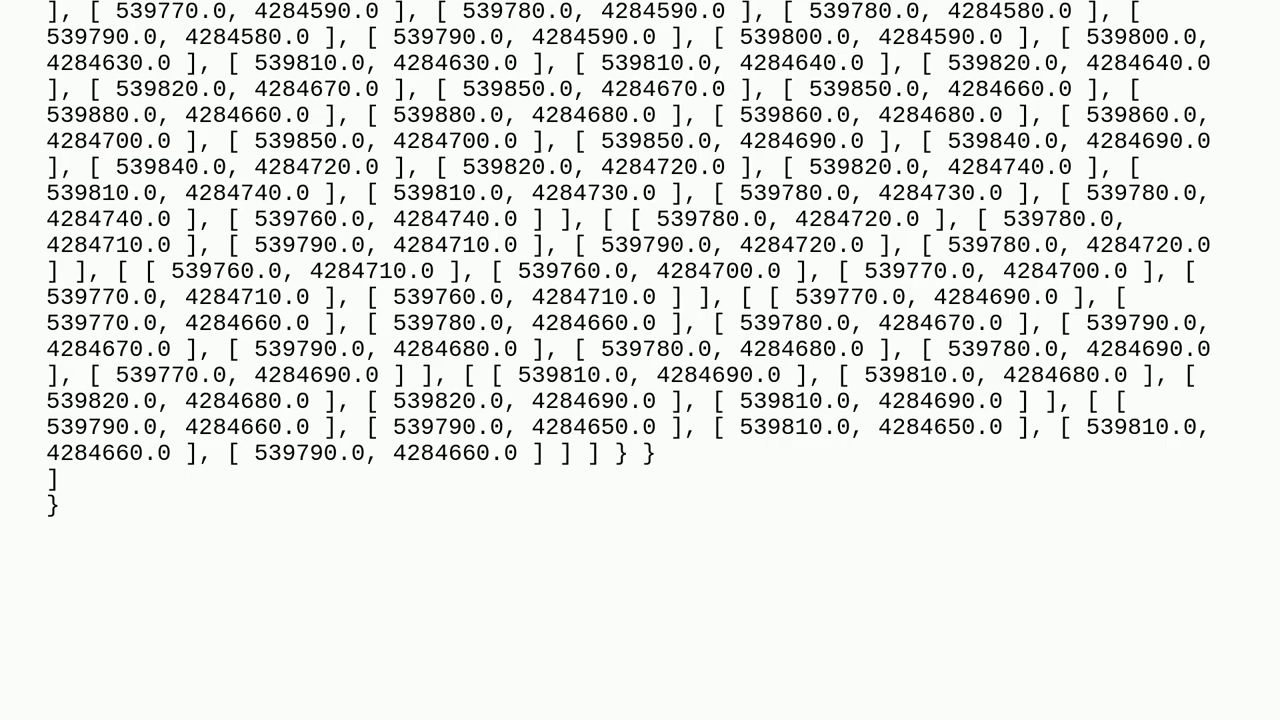 ], [ 539770.0, 4284590.0 ], [ 539780.0, 4284590.0 ], [ 539780.0, 4284580.0 ], [
539790.0, 4284580.0 ], [ 539790.0, 4284590.0 ], [ 539800.0, 4284590.0 ], [ 539800.0,
4284630.0 ], [ 539810.0, 4284630.0 ], [ 539810.0, 4284640.0 ], [ 539820.0, 4284640.0
], [ 539820.0, 4284670.0 ], [ 539850.0, 4284670.0 ], [ 539850.0, 4284660.0 ], [
539880.0, 4284660.0 ], [ 539880.0, 4284680.0 ], [ 539860.0, 4284680.0 ], [ 539860.0,
4284700.0 ], [ 539850.0, 4284700.0 ], [ 539850.0, 4284690.0 ], [ 539840.0, 4284690.0
], [ 539840.0, 4284720.0 ], [ 539820.0, 4284720.0 ], [ 539820.0, 4284740.0 ], [
539810.0, 4284740.0 ], [ 539810.0, 4284730.0 ], [ 539780.0, 4284730.0 ], [ 539780.0,
4284740.0 ], [ 539760.0, 4284740.0 ] ], [ [ 539780.0, 4284720.0 ], [ 539780.0,
4284710.0 ], [ 539790.0, 4284710.0 ], [ 539790.0, 4284720.0 ], [ 539780.0, 4284720.0
] ], [ [ 539760.0, 4284710.0 ], [ 539760.0, 4284700.0 ], [ 539770.0, 4284700.0 ], [
539770.0, 4284710.0 ], [ 539760.0, 4284710.0 ] ], [ [ 539770.0, 4284690.0 ], [
539770.0, 4284660.0 ], [ 539780.0, 4284660.0 ], [ 539780.0, 4284670.0 ], [ 539790.0,
4284670.0 ], [ 539790.0, 4284680.0 ], [ 539780.0, 4284680.0 ], [ 539780.0, 4284690.0
], [ 539770.0, 4284690.0 ] ], [ [ 539810.0, 4284690.0 ], [ 539810.0, 4284680.0 ], [
539820.0, 4284680.0 ], [ 539820.0, 4284690.0 ], [ 539810.0, 4284690.0 ] ], [ [
539790.0, 4284660.0 ], [ 539790.0, 4284650.0 ], [ 539810.0, 4284650.0 ], [ 539810.0,
4284660.0 ], [ 539790.0, 4284660.0 ] ] ] } }
]
}